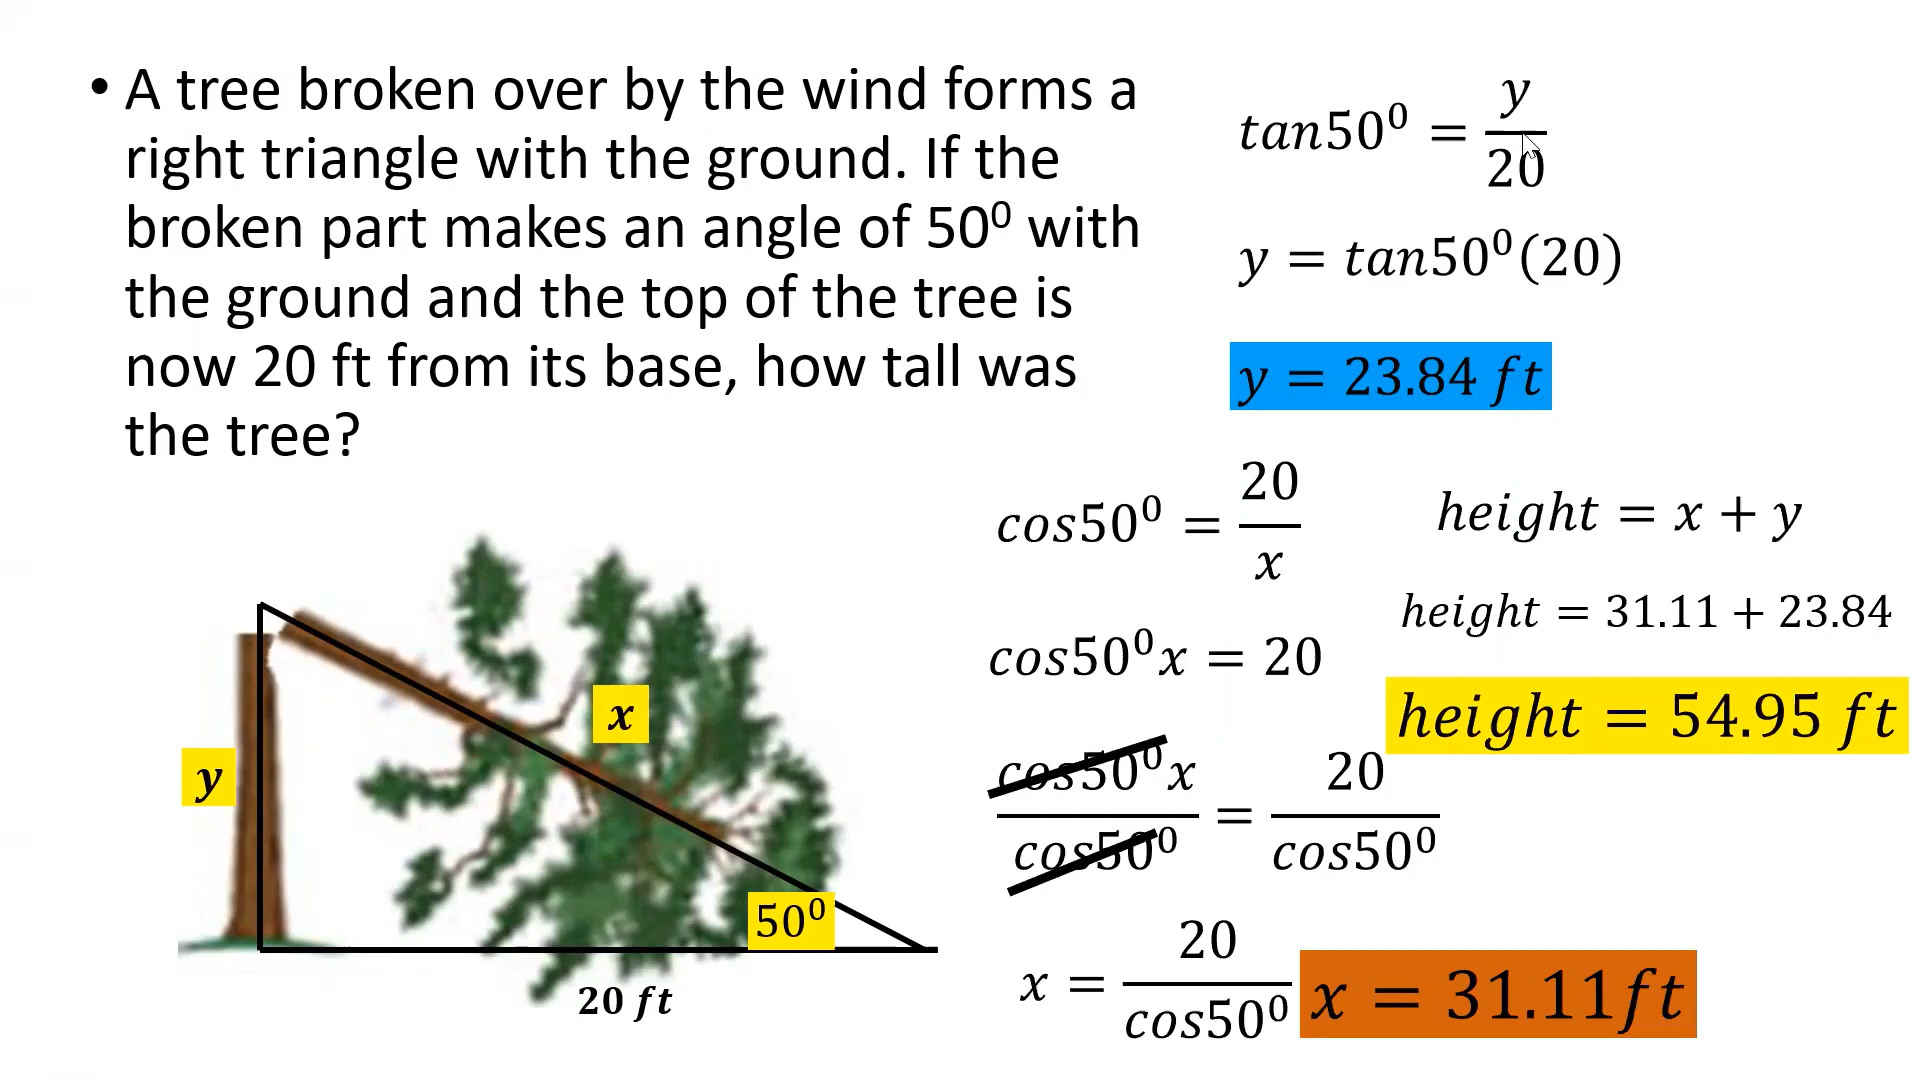 • A tree broken over by the wind forms a
right triangle with the ground. If the
broken part makes an angle of 50⁰ with
the ground and the top of the tree is
now 20 ft from its base, how tall was
the tree?
y
x
50⁰
20 ft
tan50⁰ = y/20
y = tan50⁰(20)
y = 23.84 ft
cos50⁰ = 20/x
cos50⁰x = 20
cos50⁰x/cos50⁰ = 20/cos50⁰
x = 20/cos50⁰
x = 31.11ft
height = x + y
height = 31.11 + 23.84
height = 54.95 ft